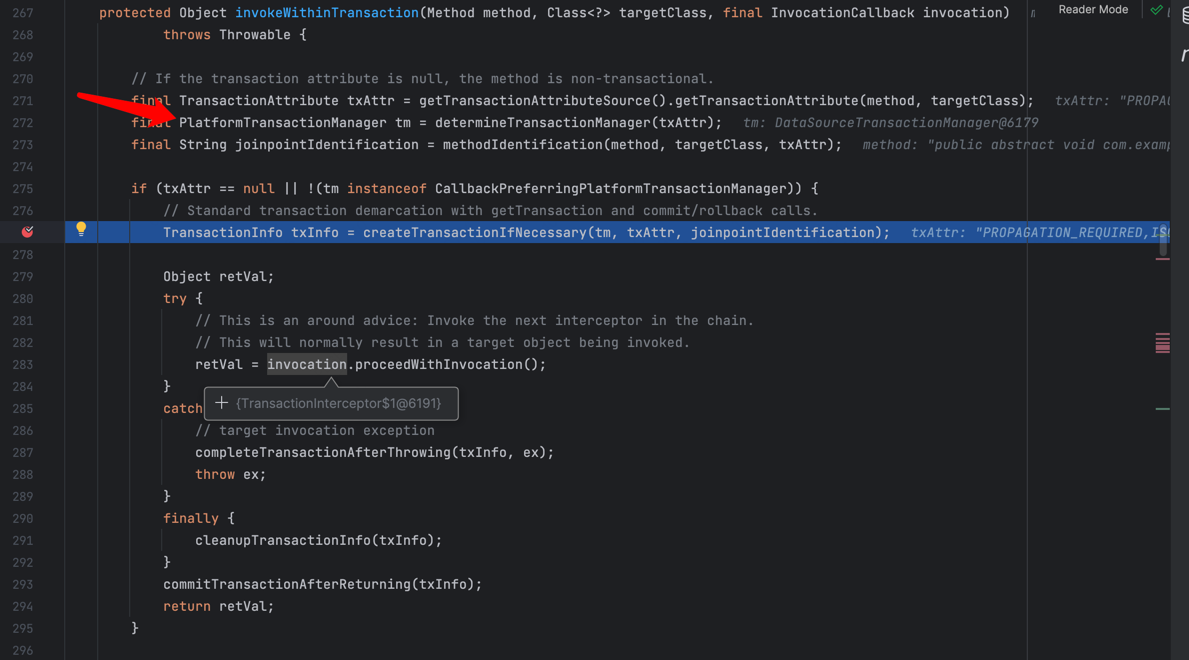 267 protected Object invokeWithinTransaction(Method method, Class<?> targetClass, final InvocationCallback invocation)
Reader Mode
268 throws Throwable {
269
270 // If the transaction attribute is null, the method is non-transactional.
271 final TransactionAttribute txAttr = getTransactionAttributeSource().getTransactionAttribute(method, targetClass); txAttr: "PROPA
272 final PlatformTransactionManager tm = determineTransactionManager(txAttr); tm: DataSourceTransactionManager@6179
273 final String joinpointIdentification = methodIdentification(method, targetClass, txAttr); method: "public abstract void com.examp
274
275 if (txAttr == null || !(tm instanceof CallbackPreferringPlatformTransactionManager)) {
276 // Standard transaction demarcation with getTransaction and commit/rollback calls.
TransactionInfo txInfo = createTransactionIfNecessary(tm, txAttr, joinpointIdentification); txAttr: "PROPAGATION_REQUIRED,ISO
278
279 Object retVal;
280 try {
281 // This is an around advice: Invoke the next interceptor in the chain.
282 // This will normally result in a target object being invoked.
283 retVal = invocation.proceedWithInvocation();
284 }
285 catch
{TransactionInterceptor$1@6191}
286 // target invocation exception
287 completeTransactionAfterThrowing(txInfo, ex);
288 throw ex;
289 }
290 finally {
291 cleanupTransactionInfo(txInfo);
292 }
293 commitTransactionAfterReturning(txInfo);
294 return retVal;
295 }
296